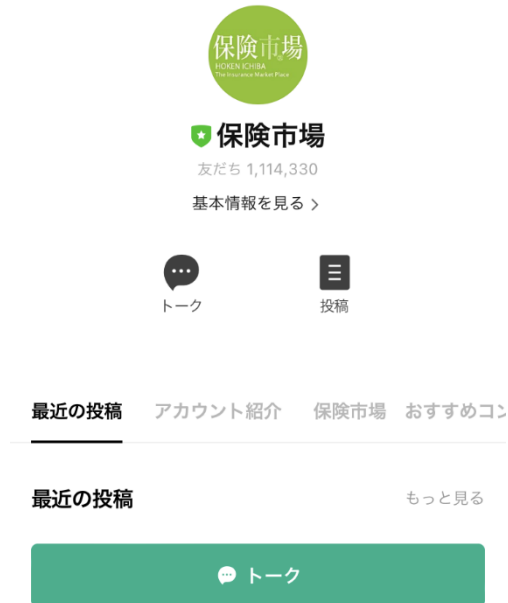 保険市場
HOKEN ICHIBA
The Insurance Market Place
保険市場
友だち 1,114,330
基本情報を見る
トーク
投稿
最近の投稿 アカウント紹介 保険市場 おすすめコン
最近の投稿 もっと見る
トーク